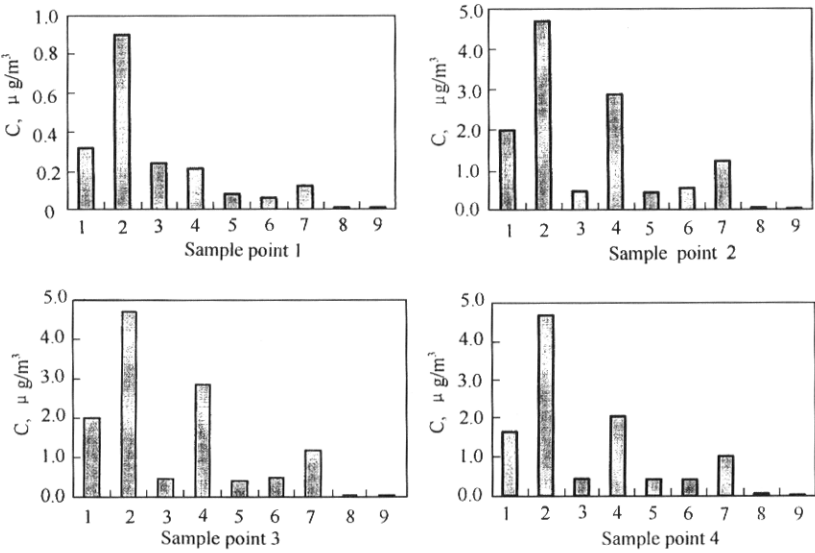 1.0
0.8
0.6
0.4
0.2
0
C, μ g/m³
1 2 3 4 5 6 7 8 9
Sample point 1
5.0
4.0
3.0
2.0
1.0
0.0
C, μ g/m³
1 2 3 4 5 6 7 8 9
Sample point 2
5.0
4.0
3.0
2.0
1.0
0.0
C, μ g/m³
1 2 3 4 5 6 7 8 9
Sample point 3
5.0
4.0
3.0
2.0
1.0
0.0
C, μ g/m³
1 2 3 4 5 6 7 8 9
Sample point 4